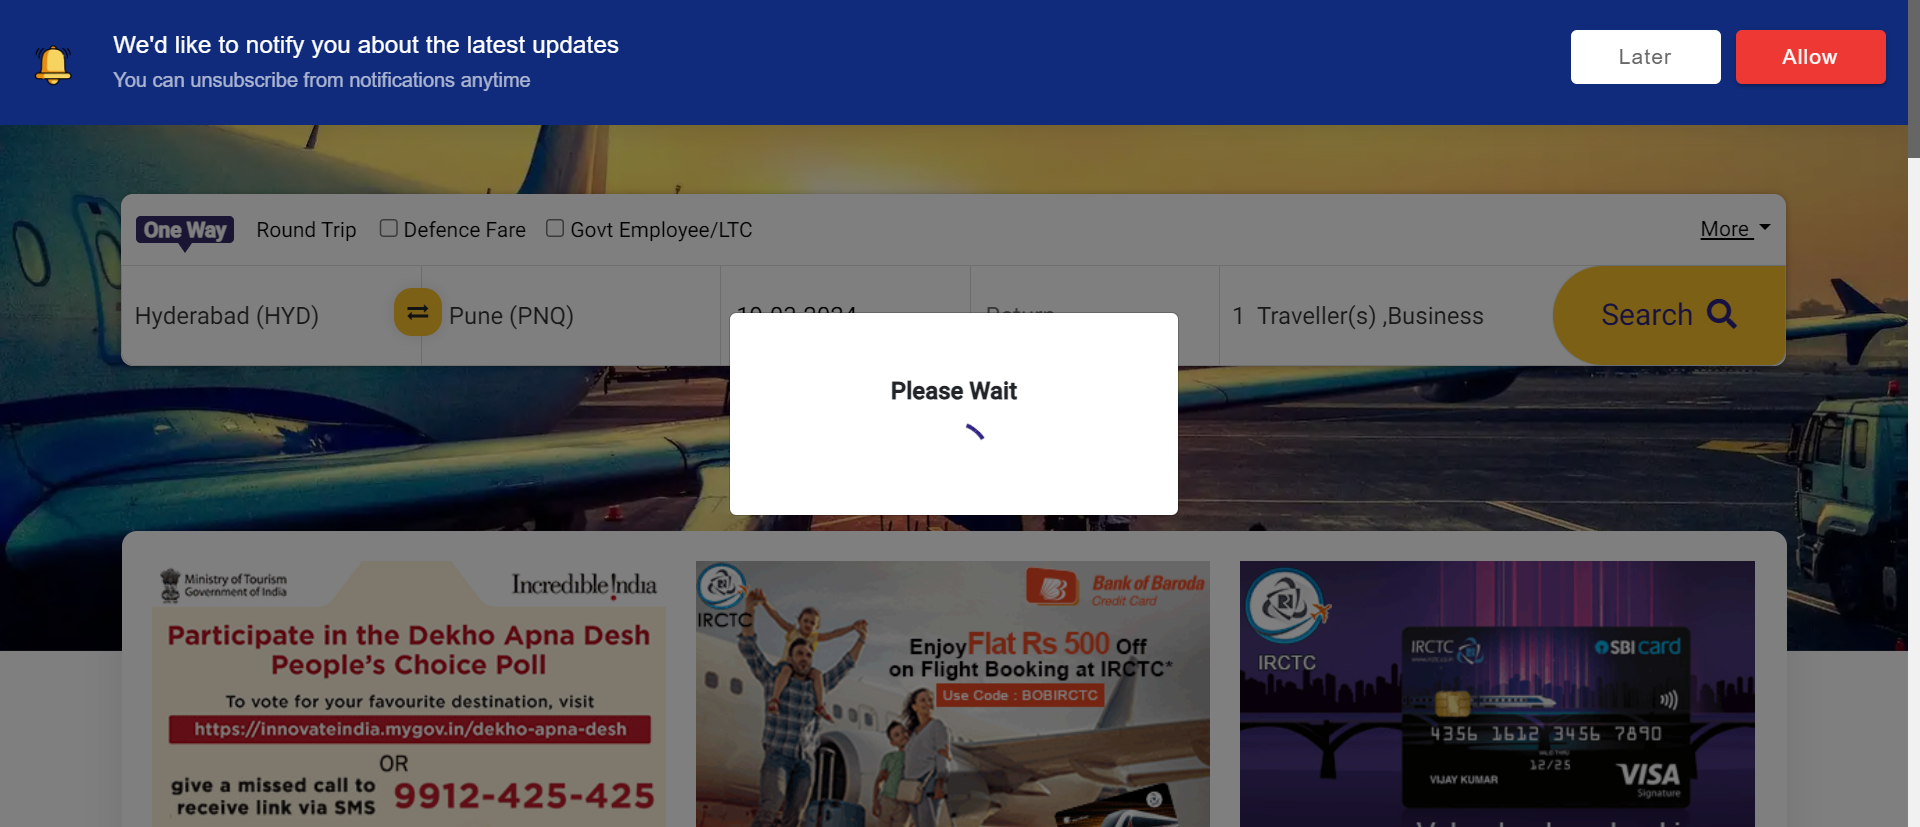 We'd like to notify you about the latest updates
You can unsubscribe from notifications anytime
Later
Allow
One Way
Round Trip
Defence Fare
Govt Employee/LTC
More
Hyderabad (HYD)
Pune (PNQ)
1 Traveller(s) ,Business
Search
Please Wait
Ministry of Tourism
Government of India
Incredible!ndia
Participate in the Dekho Apna Desh
People's Choice Poll
To vote for your favourite destination, visit
https://innovateindia.mygov.in/dekho-apna-desh
OR
give a missed call to
receive link via SMS
9912-425-425
IRCTC
Bank of Baroda
Credit Card
Enjoy Flat Rs 500 Off
on Flight Booking at IRCTC*
Use Code : BOBIRCTC
IRCTC
IRCTC
SBI card
4356 1612 3456 7890
12/25
VIJAY KUMAR
VISA
Signature